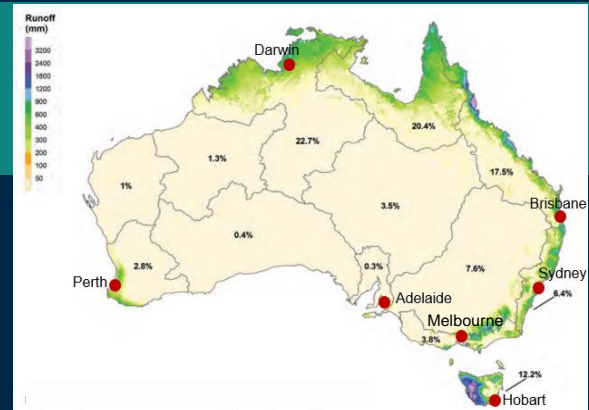 Runoff
(mm)
3200
2400
1800
1200
900
600
300
200
100
50
Darwin
22.7%
20.4%
1.3%
17.5%
1%
3.5%
Brisbane
0.4%
2.8%
0.3%
7.6%
Sydney
Perth
6.4%
Adelaide
Melbourne
3.8%
12.2%
Hobart